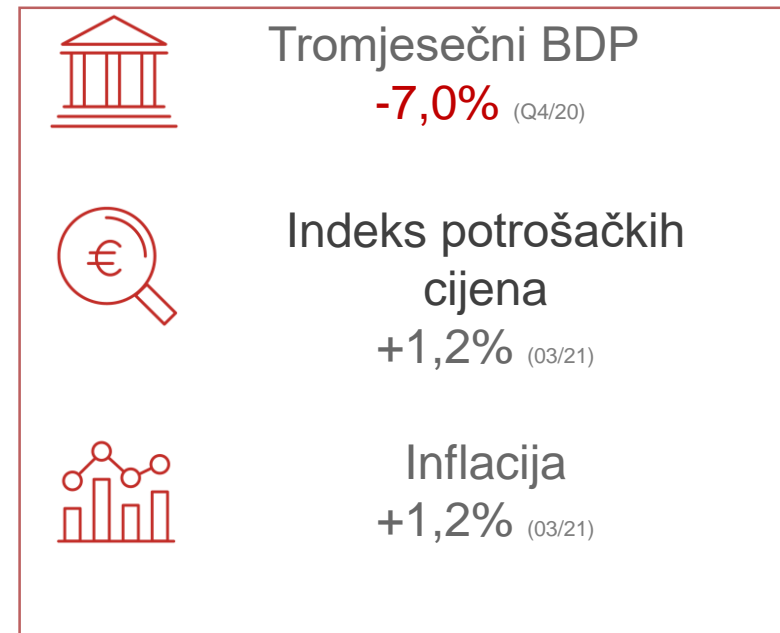 Tromjesečni BDP
-7,0% (Q4/20)
€
Indeks potrošačkih
cijena
+1,2% (03/21)
Inflacija
+1,2% (03/21)